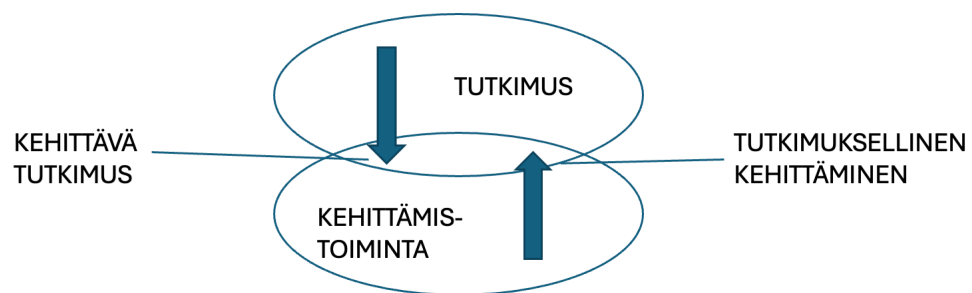 TUTKIMUS
KEHITTÄVÄ
TUTKIMUS
TUTKIMUKSELLINEN
KEHITTÄMINEN
KEHITTÄMIS-
TOIMINTA